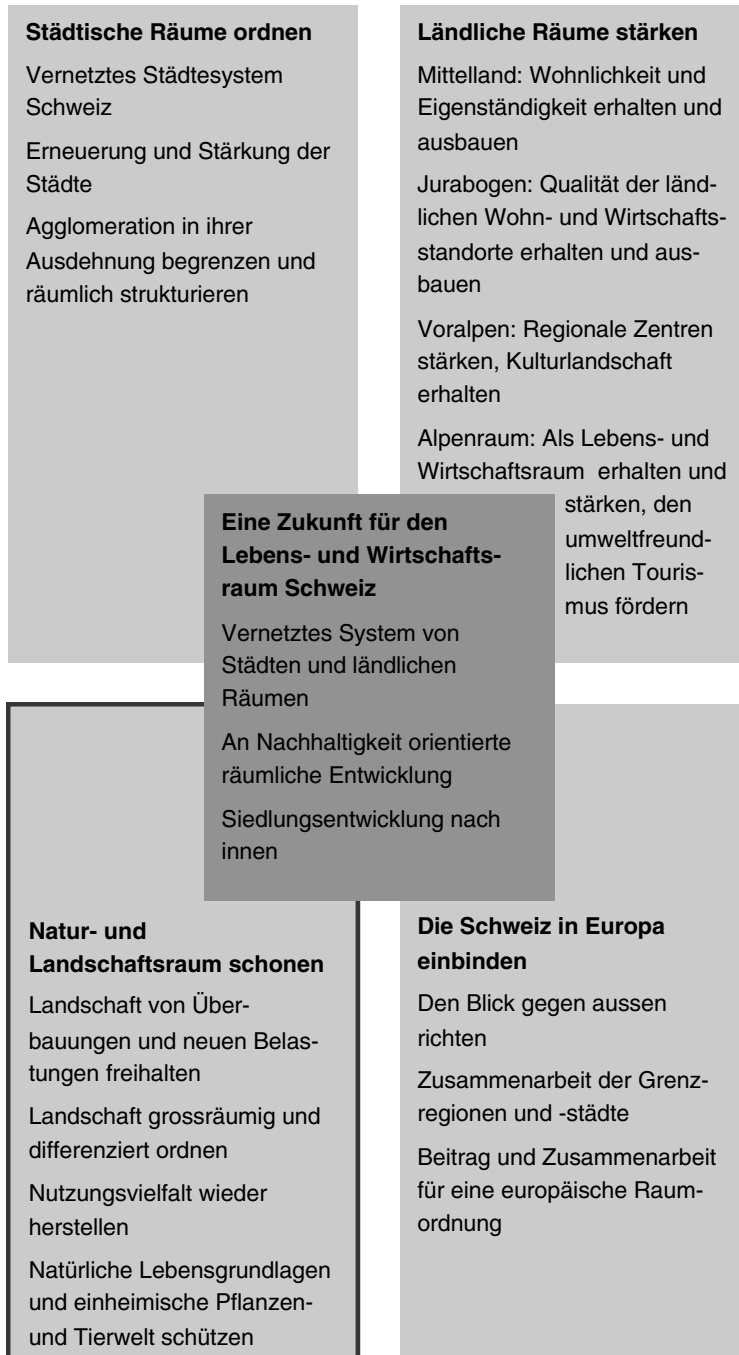 Städtische Räume ordnen
Vernetztes Städtesystem
Schweiz
Erneuerung und Stärkung der
Städte
Agglomeration in ihrer
Ausdehnung begrenzen und
räumlich strukturieren
Ländliche Räume stärken
Mittelland: Wohnlichkeit und
Eigenständigkeit erhalten und
ausbauen
Jurabogen: Qualität der länd-
lichen Wohn- und Wirtschafts-
standorte erhalten und aus-
bauen
Voralpen: Regionale Zentren
stärken, Kulturlandschaft
erhalten
Alpenraum: Als Lebens- und
Wirtschaftsraum erhalten und
stärken, den
umweltfreund-
lichen Touris-
mus fördern
Eine Zukunft für den
Lebens- und Wirtschafts-
raum Schweiz
Vernetztes System von
Städten und ländlichen
Räumen
An Nachhaltigkeit orientierte
räumliche Entwicklung
Siedlungsentwicklung nach
innen
Natur- und
Landschaftsraum schonen
Landschaft von Über-
bauungen und neuen Belas-
tungen freihalten
Landschaft grossräumig und
differenziert ordnen
Nutzungsvielfalt wieder
herstellen
Natürliche Lebensgrundlagen
und einheimische Pflanzen-
und Tierwelt schützen
Die Schweiz in Europa
einbinden
Den Blick gegen aussen
richten
Zusammenarbeit der Grenz-
regionen und -städte
Beitrag und Zusammenarbeit
für eine europäische Raum-
ordnung